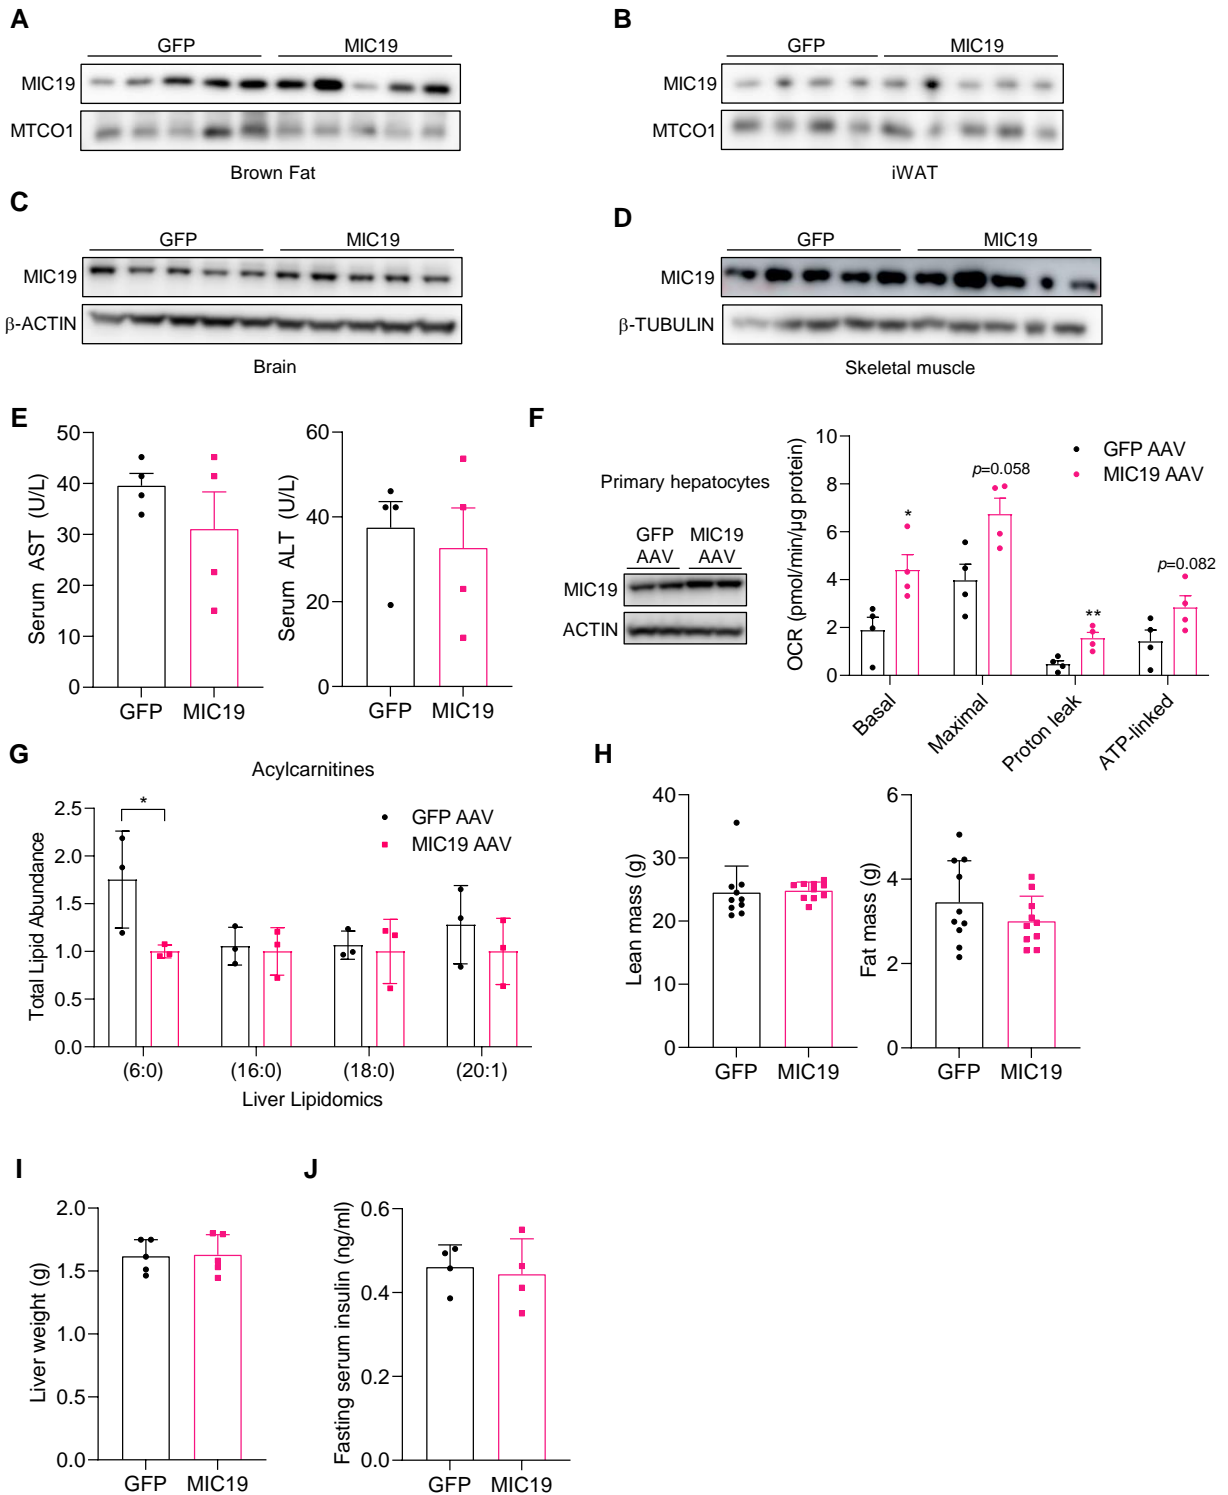 A
GFP MIC19
MIC19
MTCO1
Brown Fat
B
GFP MIC19
MIC19
MTCO1
iWAT
C
GFP MIC19
MIC19
β-ACTIN
Brain
D
GFP MIC19
MIC19
β-TUBULIN
Skeletal muscle
E
Serum AST (U/L)
50
40
30
20
10
0
GFP MIC19
Serum ALT (U/L)
60
40
20
0
GFP MIC19
F
Primary hepatocytes
GFP MIC19
AAV AAV
MIC19
ACTIN
OCR (pmol/min/μg protein)
10
8
6
4
2
0
GFP AAV
MIC19 AAV
*
p=0.058
**
p=0.082
Basal
Maximal
Proton leak
ATP-linked
G
Acylcarnitines
Total Lipid Abundance
2.5
2.0
1.5
1.0
0.5
0.0
*
GFP AAV
MIC19 AAV
(6:0) (16:0) (18:0) (20:1)
Liver Lipidomics
H
Lean mass (g)
40
30
20
10
0
GFP MIC19
Fat mass (g)
6
4
2
0
GFP MIC19
I
Liver weight (g)
2.0
1.5
1.0
0.5
0.0
GFP MIC19
J
Fasting serum insulin (ng/ml)
0.6
0.4
0.2
0.0
GFP MIC19